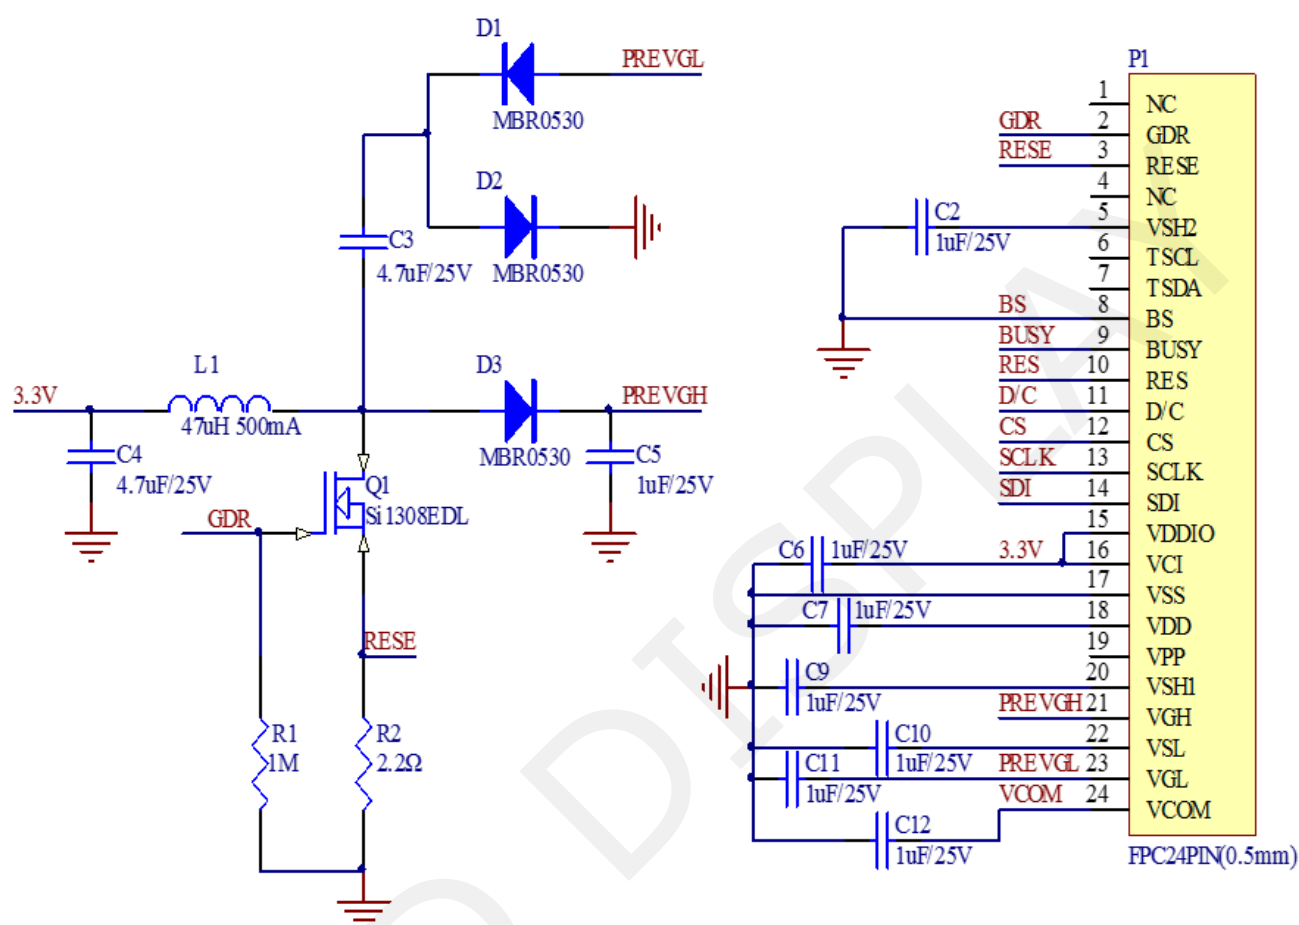 D1
PREVGL
MBR0530
D2
MBR0530
C3
4.7uF/25V
3.3V
L1
47uH 500mA
D3
PREVGH
MBR0530
C4
4.7uF/25V
C5
1uF/25V
Q1
Si1308EDL
GDR
RESE
R1
1M
R2
2.2Ω
P1
1 NC
GDR 2 GDR
RESE 3 RESE
4 NC
C2
1uF/25V
5 VSH2
6 TSCL
7 TSDA
BS 8 BS
BUSY 9 BUSY
RES 10 RES
D/C 11 D/C
CS 12 CS
SCLK 13 SCLK
SDI 14 SDI
15 VDDIO
C6 1uF/25V 3.3V 16 VCI
17 VSS
C7 1uF/25V 18 VDD
19 VPP
C9
1uF/25V
20 VSH1
PREVGH 21 VGH
C10
1uF/25V
22 VSL
C11
1uF/25V
PREVGL 23 VGL
VCOM 24 VCOM
C12
1uF/25V
FPC24PIN(0.5mm)
DISPLAY